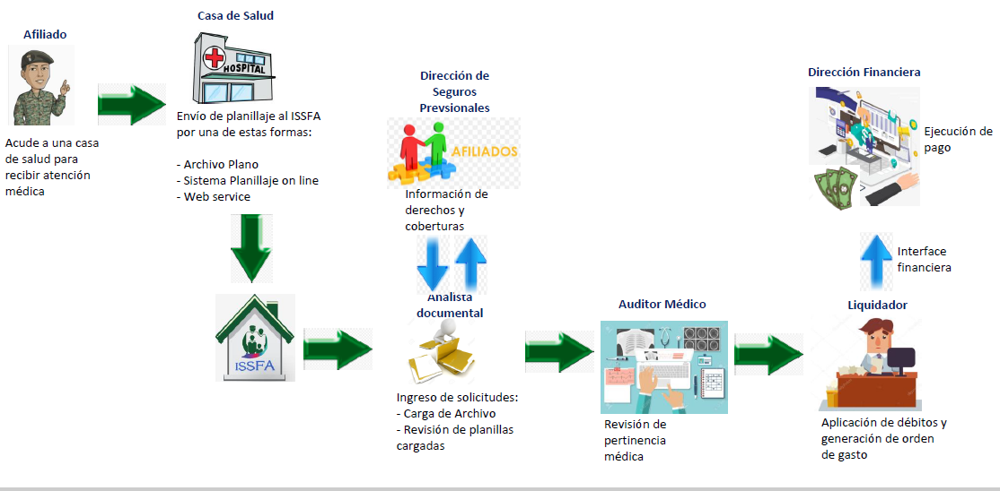 Afiliado
Acude a una casa
de salud para
recibir atención
médica
Casa de Salud
HOSPITAL
Envío de planillaje al ISSFA
por una de estas formas:
- Archivo Plano
- Sistema Planillaje on line
- Web service
ISSFA
Dirección de
Seguros
Prevsionales
AFILIADOS
Información de
derechos y
coberturas
Analista
documental
Ingreso de solicitudes:
- Carga de Archivo
- Revisión de planillas
cargadas
Auditor Médico
Revisión de
pertinencia
médica
Liquidador
Aplicación de débitos y
generación de orden
de gasto
Interface
financiera
Dirección Financiera
Ejecución de
pago